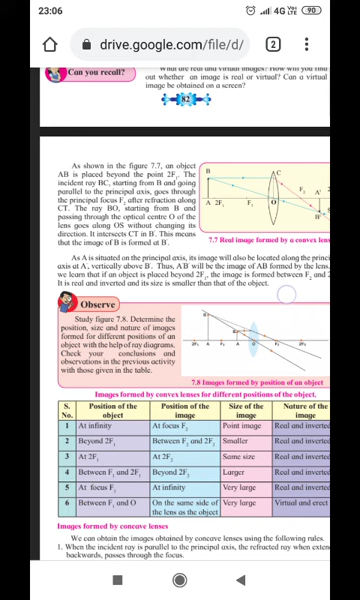 23:06
4G
90
drive.google.com/file/d/
2
Can you recall?
What are real and virtual images? How will you find
out whether an image is real or virtual? Can a virtual
image be obtained on a screen?
82
As shown in the figure 7.7, an object
AB is placed beyond the point 2F₁. The
incident ray BC, starting from B and going
parallel to the principal axis, goes through
the principal focus F₂ after refraction along
CT. The ray BO, starting from B and
passing through the optical centre O of the
lens goes along OS without changing its
direction. It intersects CT in B'. This means
that the image of B is formed at B'.
B
C
A 2F₁ F₁ O F₂ A'
B'
7.7 Real image formed by a convex lens
As A is situated on the principal axis, its image will also be located along the princi
axis at A', vertically above B'. Thus, A'B' will be the image of AB formed by the lens.
we learn that if an object is placed beyond 2F₁, the image is formed between F₂ and 2
It is real and inverted and its size is smaller than that of the object.
Observe
Study figure 7.8. Determine the
position, size and nature of images
formed for different positions of an
object with the help of ray diagrams.
Check your conclusions and
observations in the previous activity
with those given in the table.
7.8 Images formed by position of an object
Images formed by convex lenses for different positions of the object.
S. No. Position of the object Position of the image Size of the image Nature of the image
1 At infinity At focus F₂ Point image Real and inverted
2 Beyond 2F₁ Between F₂ and 2F₂ Smaller Real and inverted
3 At 2F₁ At 2F₂ Same size Real and inverted
4 Between F₁ and 2F₁ Beyond 2F₂ Larger Real and inverted
5 At focus F₁ At infinity Very large Real and inverted
6 Between F₁ and O On the same side of the lens as the object Very large Virtual and erect
Images formed by concave lenses
We can obtain the images obtained by concave lenses using the following rules.
1. When the incident ray is parallel to the principal axis, the refracted ray when exten
backwards, passes through the focus.